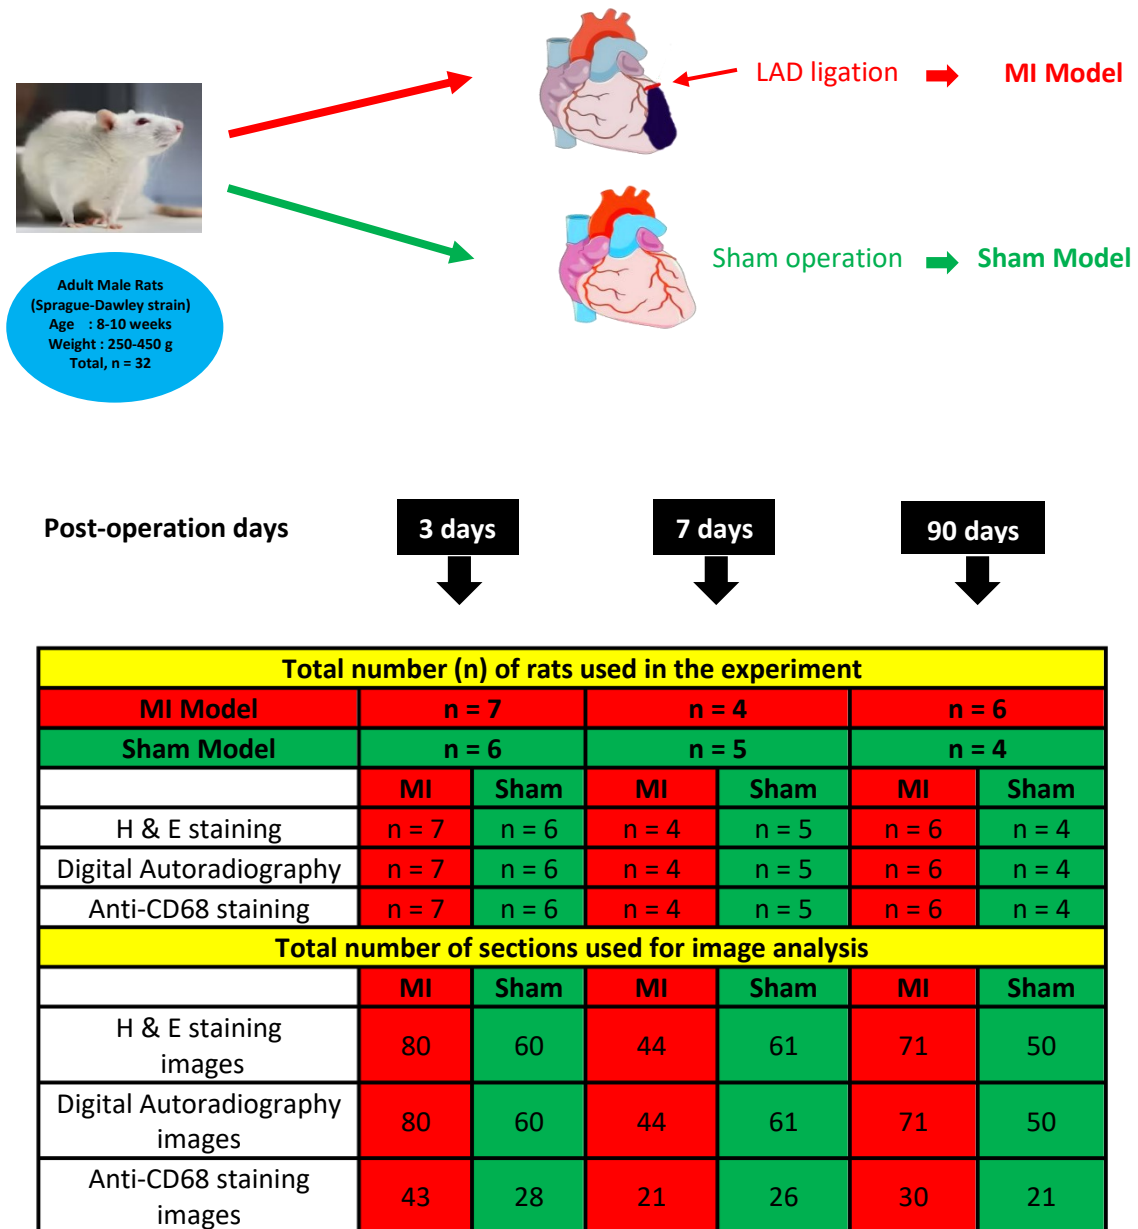 LAD ligation MI Model
Sham operation Sham Model
Adult Male Rats
(Sprague-Dawley strain)
Age : 8-10 weeks
Weight : 250-450 g
Total, n = 32
Post-operation days 3 days 7 days 90 days
Total number (n) of rats used in the experiment
MI Model n = 7 n = 4 n = 6
Sham Model n = 6 n = 5 n = 4
MI Sham MI Sham MI Sham
H & E staining n = 7 n = 6 n = 4 n = 5 n = 6 n = 4
Digital Autoradiography n = 7 n = 6 n = 4 n = 5 n = 6 n = 4
Anti-CD68 staining n = 7 n = 6 n = 4 n = 5 n = 6 n = 4
Total number of sections used for image analysis
MI Sham MI Sham MI Sham
H & E staining
images 80 60 44 61 71 50
Digital Autoradiography
images 80 60 44 61 71 50
Anti-CD68 staining
images 43 28 21 26 30 21